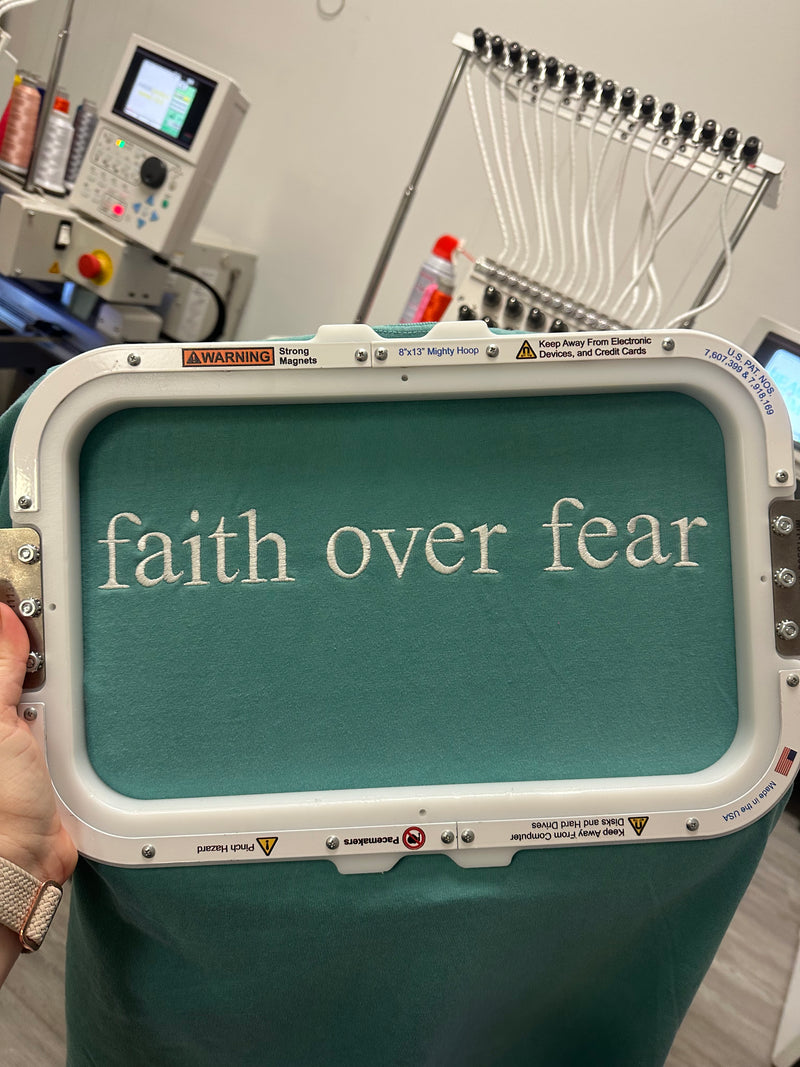 WARNING
Strong
Magnets
8"x13" Mighty Hoop
Keep Away From Electronic
Devices, and Credit Cards
U.S. PAT. NOS.
7,607,399 & 7,918,169
faith over fear
Made in the USA
Keep Away From Computer
Disks and Hard Drives
Pacemakers
Pinch Hazard